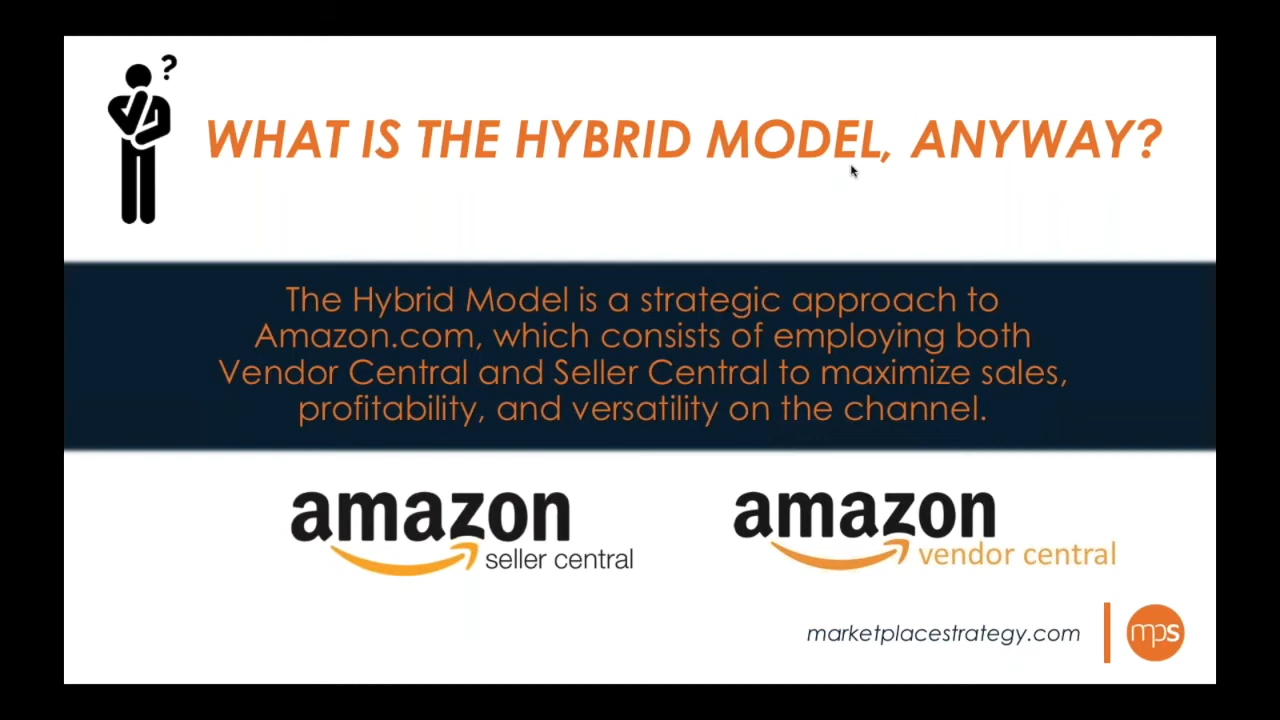 ?
WHAT IS THE HYBRID MODEL, ANYWAY?
The Hybrid Model is a strategic approach to
Amazon.com, which consists of employing both
Vendor Central and Seller Central to maximize sales,
profitability, and versatility on the channel.
amazon
seller central
amazon
vendor central
marketplacestrategy.com
mps